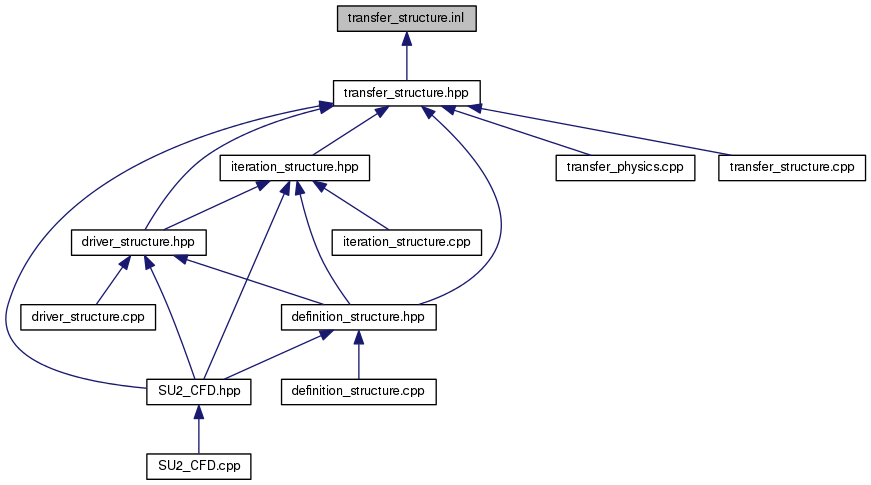 transfer_structure.inl
transfer_structure.hpp
iteration_structure.hpp
transfer_physics.cpp
transfer_structure.cpp
driver_structure.hpp
iteration_structure.cpp
driver_structure.cpp
definition_structure.hpp
SU2_CFD.hpp
definition_structure.cpp
SU2_CFD.cpp